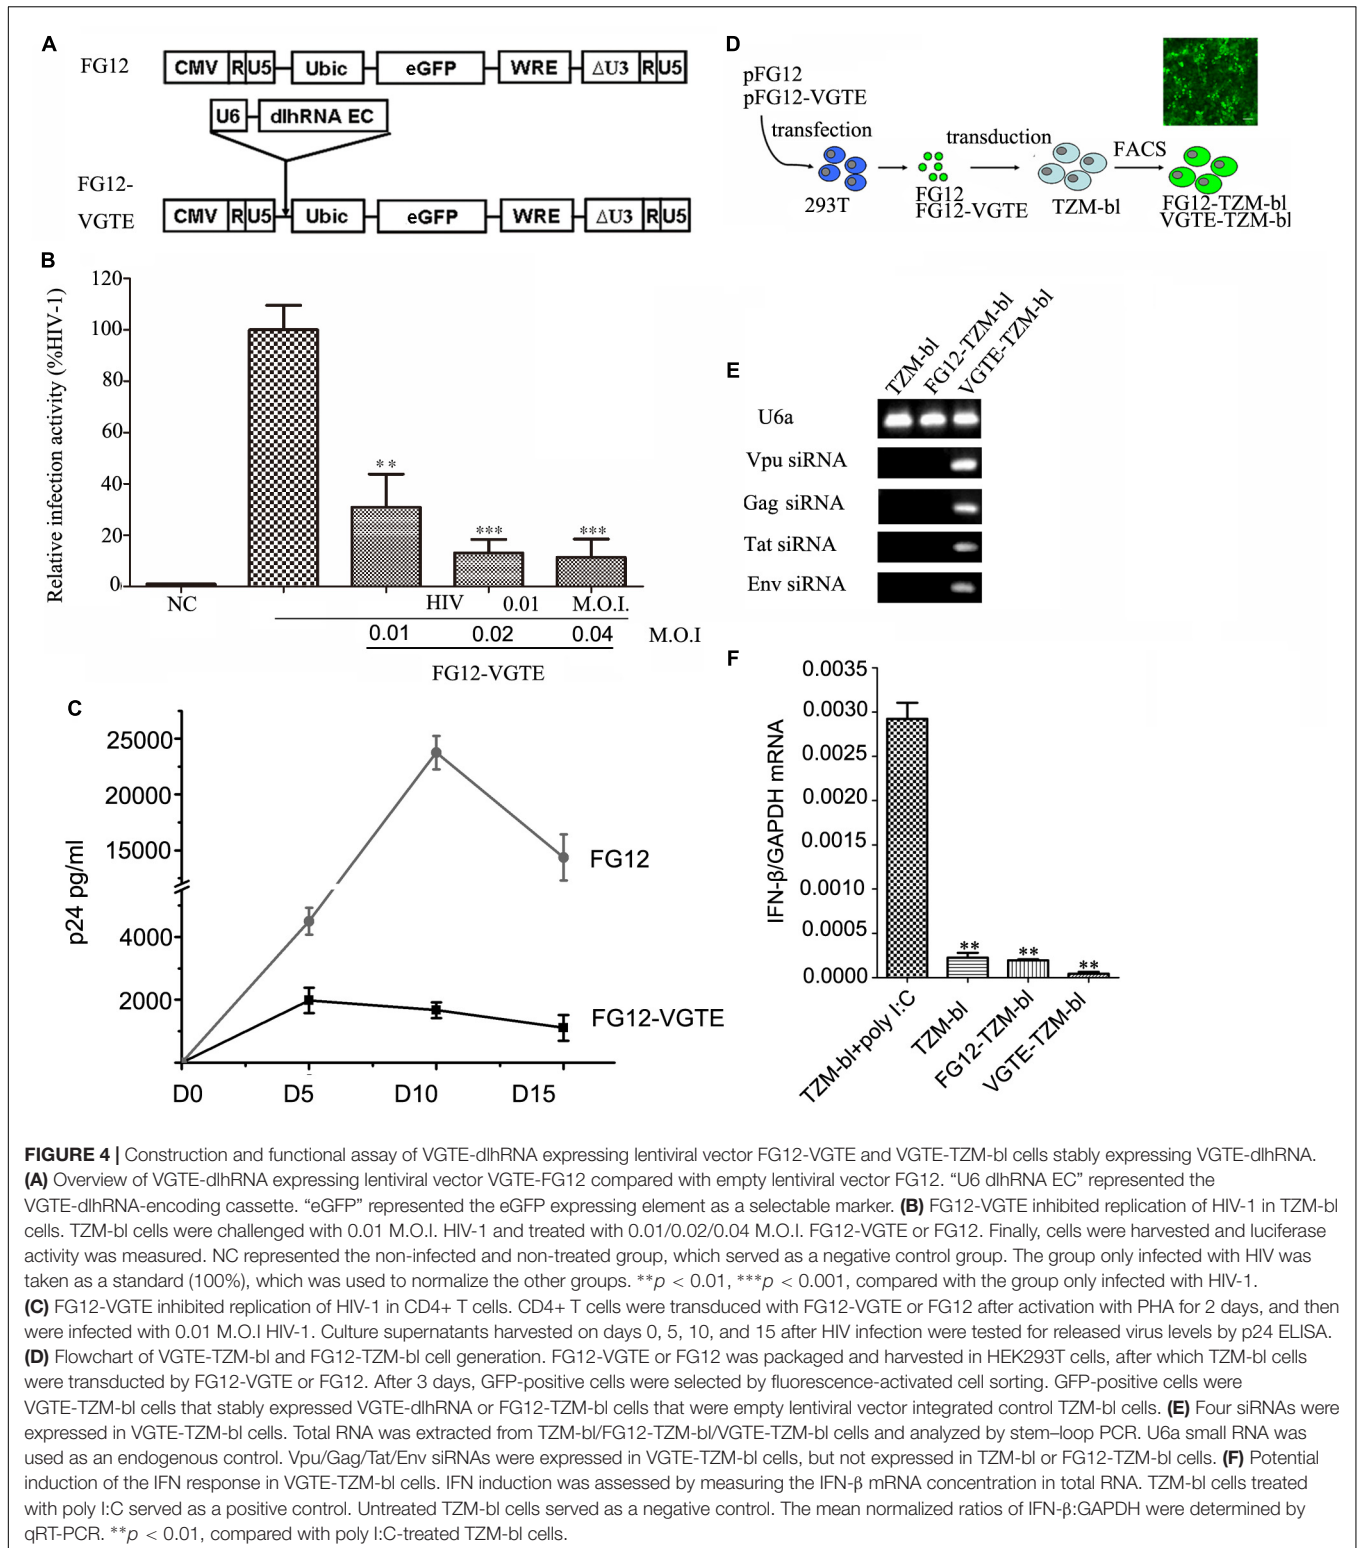 A
FG12
CMV R U5 Ubic eGFP WRE ΔU3 R U5
U6 dlhRNA EC
FG12-
VGTE
CMV R U5 Ubic eGFP WRE ΔU3 R U5
D
pFG12
pFG12-VGTE
transfection
transduction
FACS
293T
FG12
FG12-VGTE
TZM-bl
FG12-TZM-bl
VGTE-TZM-bl
B
Relative infection activity (%HIV-1)
120
100
80
60
40
20
0
**
***
***
NC
HIV 0.01 M.O.I.
0.01 0.02 0.04 M.O.I
FG12-VGTE
E
TZM-bl
FG12-TZM-bl
VGTE-TZM-bl
U6a
Vpu siRNA
Gag siRNA
Tat siRNA
Env siRNA
C
p24 pg/ml
25000
20000
15000
4000
2000
FG12
FG12-VGTE
D0 D5 D10 D15
F
IFN-β/GAPDH mRNA
0.0035
0.0030
0.0025
0.0020
0.0015
0.0010
0.0005
0.0000
**
**
**
TZM-bl+poly I:C
TZM-bl
FG12-TZM-bl
VGTE-TZM-bl
FIGURE 4 | Construction and functional assay of VGTE-dlhRNA expressing lentiviral vector FG12-VGTE and VGTE-TZM-bl cells stably expressing VGTE-dlhRNA.
(A) Overview of VGTE-dlhRNA expressing lentiviral vector VGTE-FG12 compared with empty lentiviral vector FG12. “U6 dlhRNA EC” represented the
VGTE-dlhRNA-encoding cassette. “eGFP” represented the eGFP expressing element as a selectable marker. (B) FG12-VGTE inhibited replication of HIV-1 in TZM-bl
cells. TZM-bl cells were challenged with 0.01 M.O.I. HIV-1 and treated with 0.01/0.02/0.04 M.O.I. FG12-VGTE or FG12. Finally, cells were harvested and luciferase
activity was measured. NC represented the non-infected and non-treated group, which served as a negative control group. The group only infected with HIV was
taken as a standard (100%), which was used to normalize the other groups. **p < 0.01, ***p < 0.001, compared with the group only infected with HIV-1.
(C) FG12-VGTE inhibited replication of HIV-1 in CD4+ T cells. CD4+ T cells were transduced with FG12-VGTE or FG12 after activation with PHA for 2 days, and then
were infected with 0.01 M.O.I HIV-1. Culture supernatants harvested on days 0, 5, 10, and 15 after HIV infection were tested for released virus levels by p24 ELISA.
(D) Flowchart of VGTE-TZM-bl and FG12-TZM-bl cell generation. FG12-VGTE or FG12 was packaged and harvested in HEK293T cells, after which TZM-bl cells
were transducted by FG12-VGTE or FG12. After 3 days, GFP-positive cells were selected by fluorescence-activated cell sorting. GFP-positive cells were
VGTE-TZM-bl cells that stably expressed VGTE-dlhRNA or FG12-TZM-bl cells that were empty lentiviral vector integrated control TZM-bl cells. (E) Four siRNAs were
expressed in VGTE-TZM-bl cells. Total RNA was extracted from TZM-bl/FG12-TZM-bl/VGTE-TZM-bl cells and analyzed by stem–loop PCR. U6a small RNA was
used as an endogenous control. Vpu/Gag/Tat/Env siRNAs were expressed in VGTE-TZM-bl cells, but not expressed in TZM-bl or FG12-TZM-bl cells. (F) Potential
induction of the IFN response in VGTE-TZM-bl cells. IFN induction was assessed by measuring the IFN-β mRNA concentration in total RNA. TZM-bl cells treated
with poly I:C served as a positive control. Untreated TZM-bl cells served as a negative control. The mean normalized ratios of IFN-β:GAPDH were determined by
qRT-PCR. **p < 0.01, compared with poly I:C-treated TZM-bl cells.